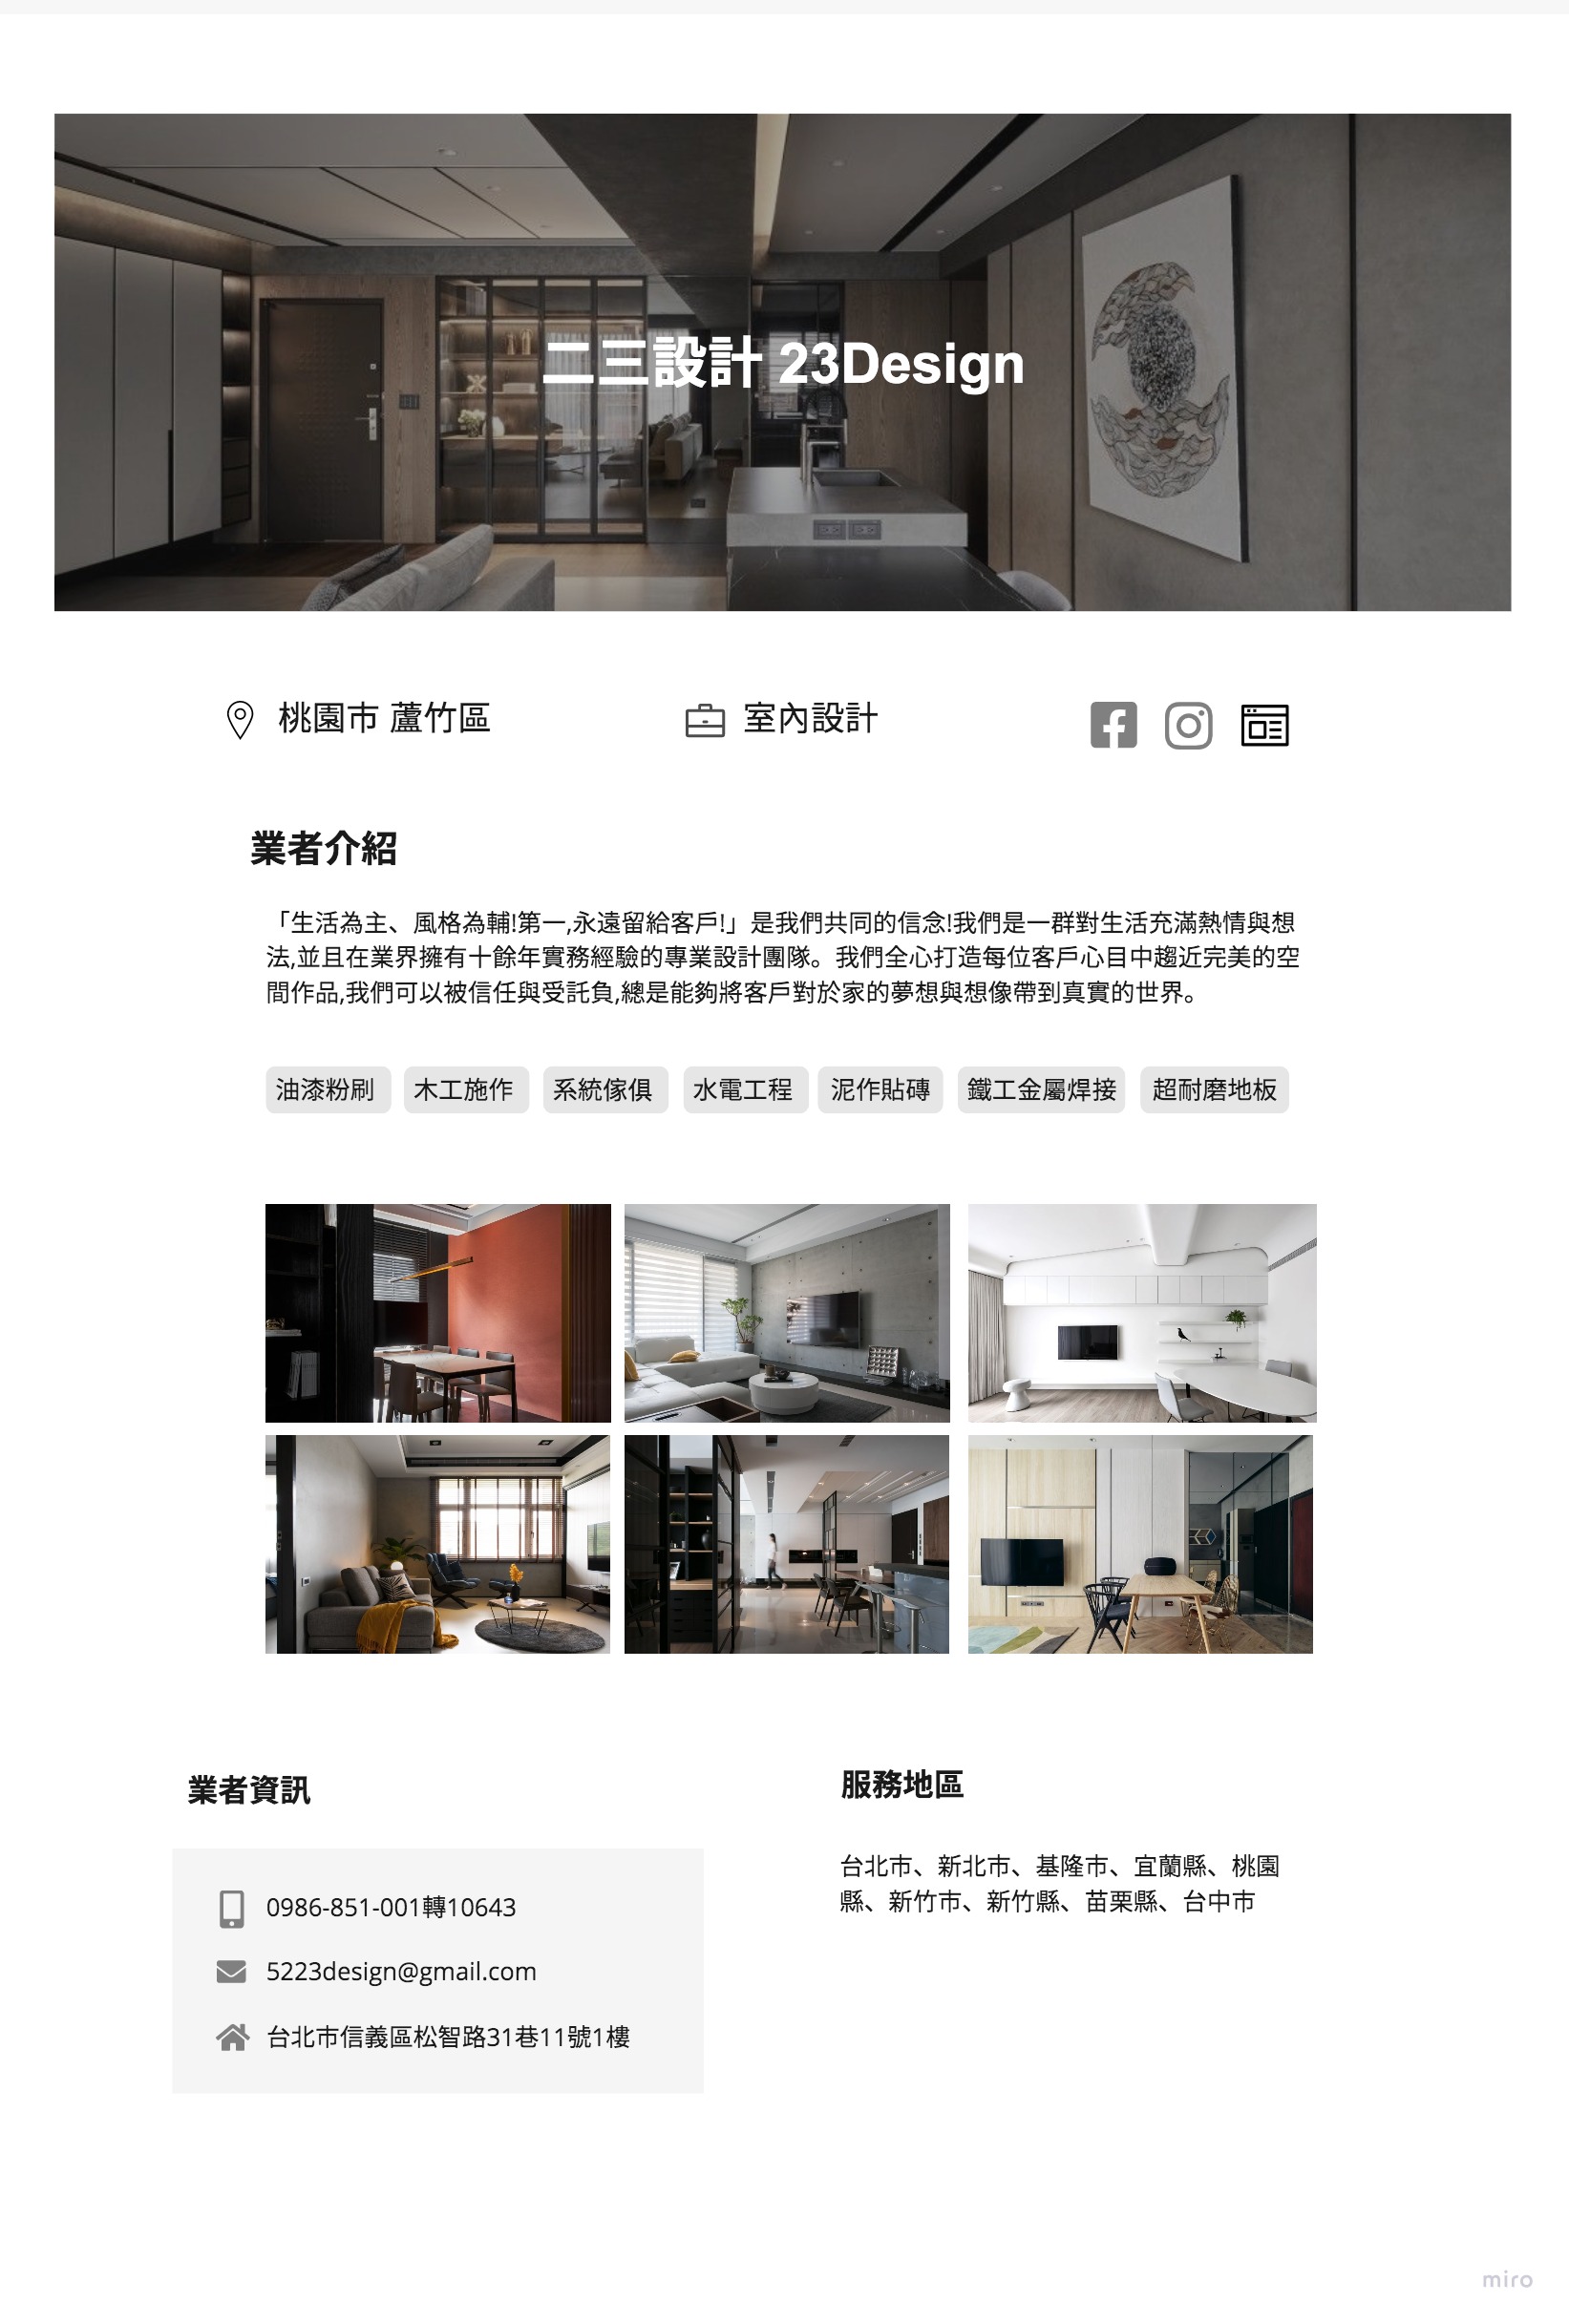 二三設計 23Design
桃園市 蘆竹區
室內設計
業者介紹
「生活為主、風格為輔!第一,永遠留給客戶!」是我們共同的信念!我們是一群對生活充滿熱情與想
法,並且在業界擁有十餘年實務經驗的專業設計團隊。我們全心打造每位客戶心目中趨近完美的空
間作品,我們可以被信任與受託負,總是能夠將客戶對於家的夢想與想像帶到真實的世界。
油漆粉刷 木工施作 系統傢俱 水電工程 泥作貼磚 鐵工金屬焊接 超耐磨地板
業者資訊
0986-851-001轉10643
5223design@gmail.com
台北市信義區松智路31巷11號1樓
服務地區
台北市、新北市、基隆市、宜蘭縣、桃園
縣、新竹市、新竹縣、苗栗縣、台中市
miro